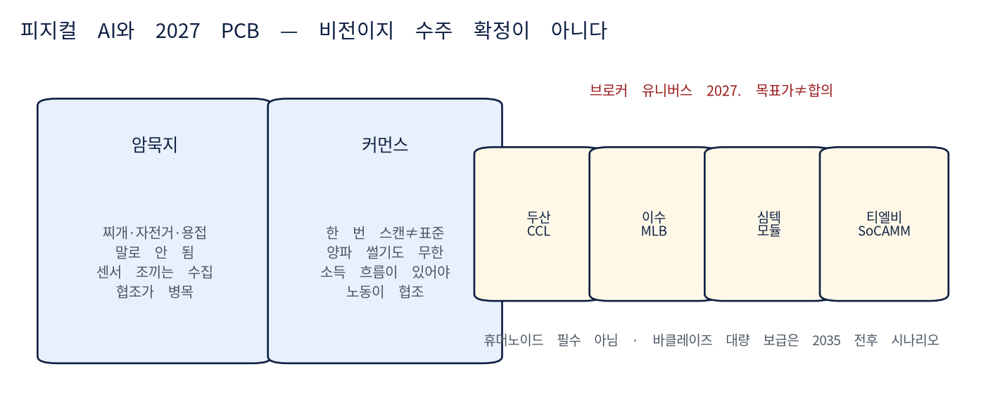 피지컬 AI와 2027 PCB — 비전이지 수주 확정이 아니다
브로커 유니버스 2027. 목표가≠합의
암묵지
찌개·자전거·용접
말로 안 됨
센서 조끼는 수집
협조가 병목
커먼스
한 번 스캔≠표준
양파 썰기도 무한
소득 흐름이 있어야
노동이 협조
두산
CCL
이수
MLB
심텍
모듈
티엘비
SoCAMM
휴머노이드 필수 아님 · 바클레이즈 대량 보급은 2035 전후 시나리오